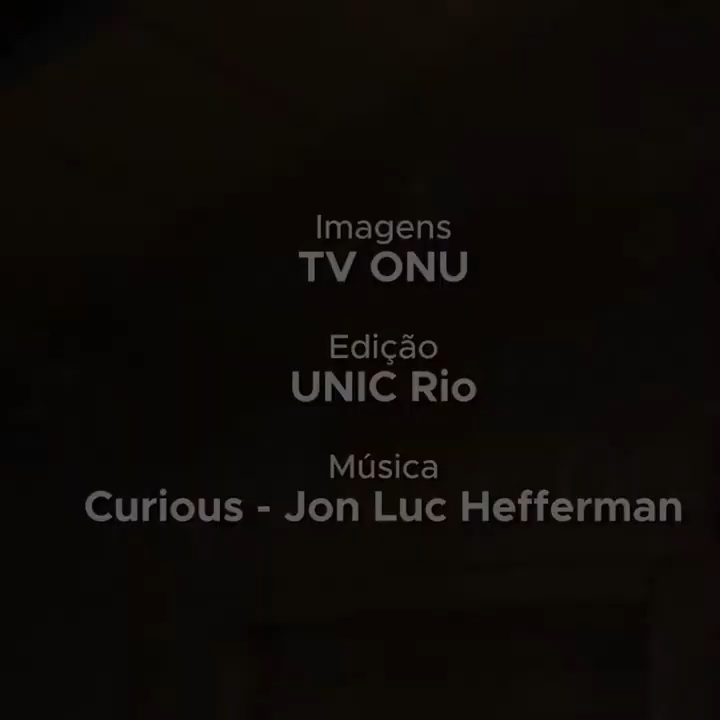 Imagens
TV ONU
Edição
UNIC Rio
Música
Curious - Jon Luc Hefferman